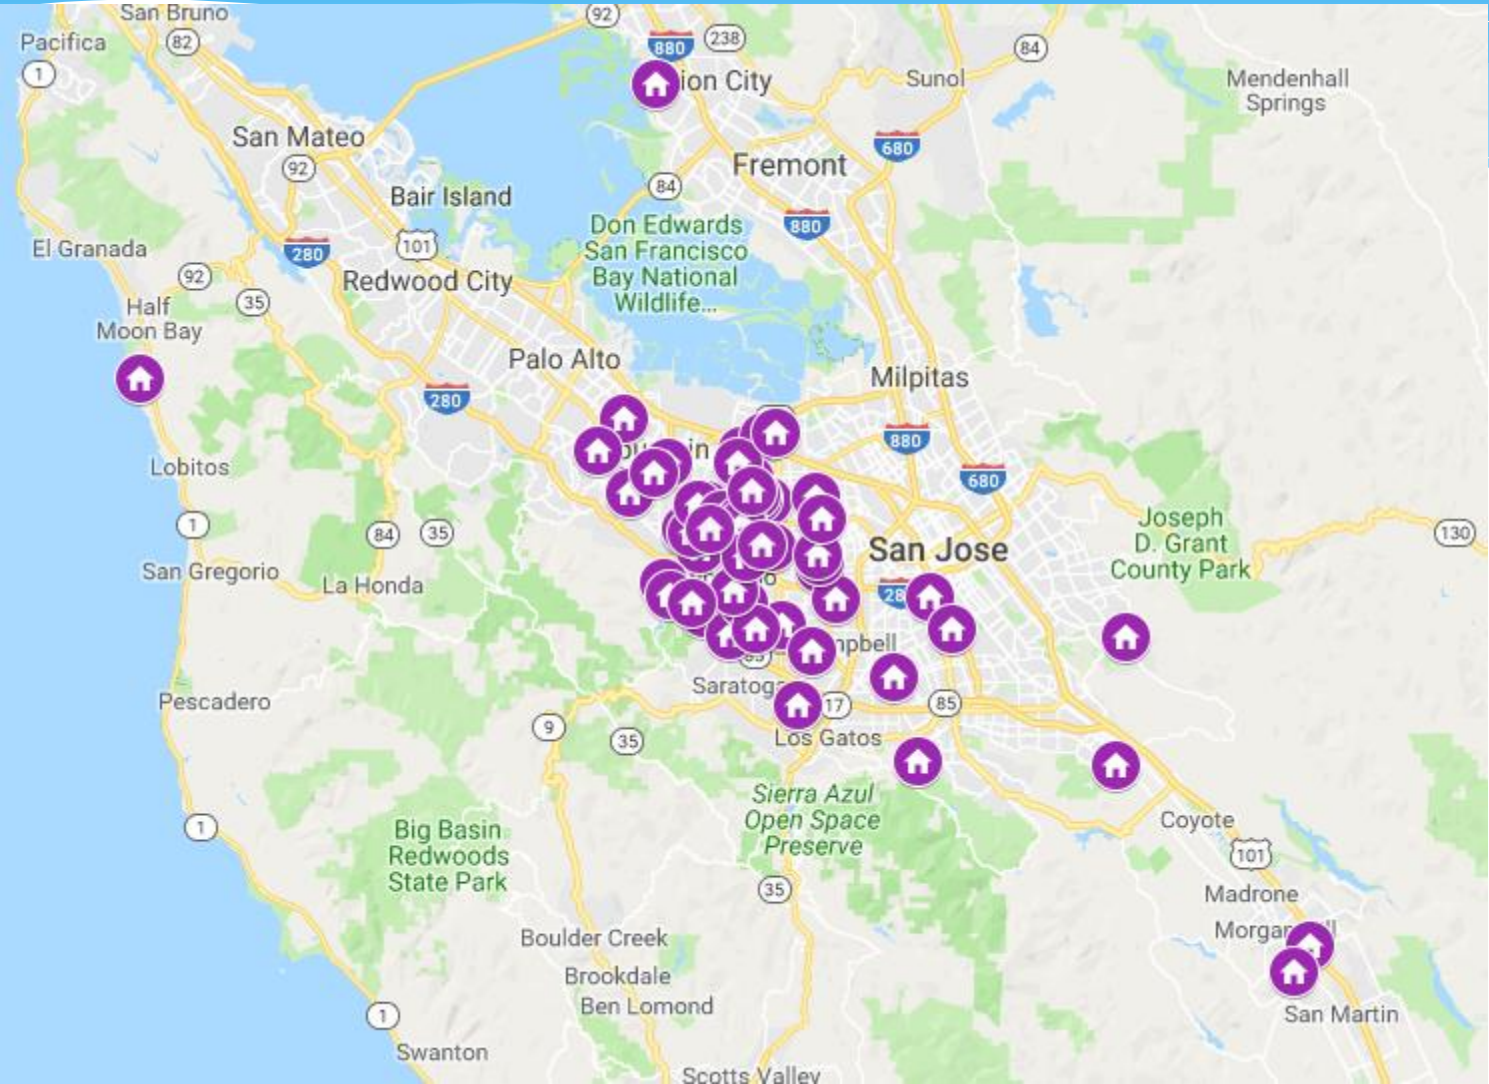 San Bruno
92
Pacifica
82
880
238
84
1
ion City
Sunol
Mendenhall
Springs
San Mateo
680
92
Fremont
84
Bair Island
Don Edwards
San Francisco
Bay National
Wildlife...
880
El Granada
280
101
92
Redwood City
35
Half
Moon Bay
Palo Alto
Milpitas
280
880
Lobitos
680
1
84
35
Joseph
D. Grant
County Park
130
San Jose
San Gregorio
La Honda
28
mpbell
Saratoga
Pescadero
17
85
9
35
Los Gatos
Sierra Azul
Open Space
Preserve
Coyote
1
Big Basin
Redwoods
State Park
101
35
Madrone
Morgan
Boulder Creek
Brookdale
Ben Lomond
1
San Martin
Swanton
Scotts Valley